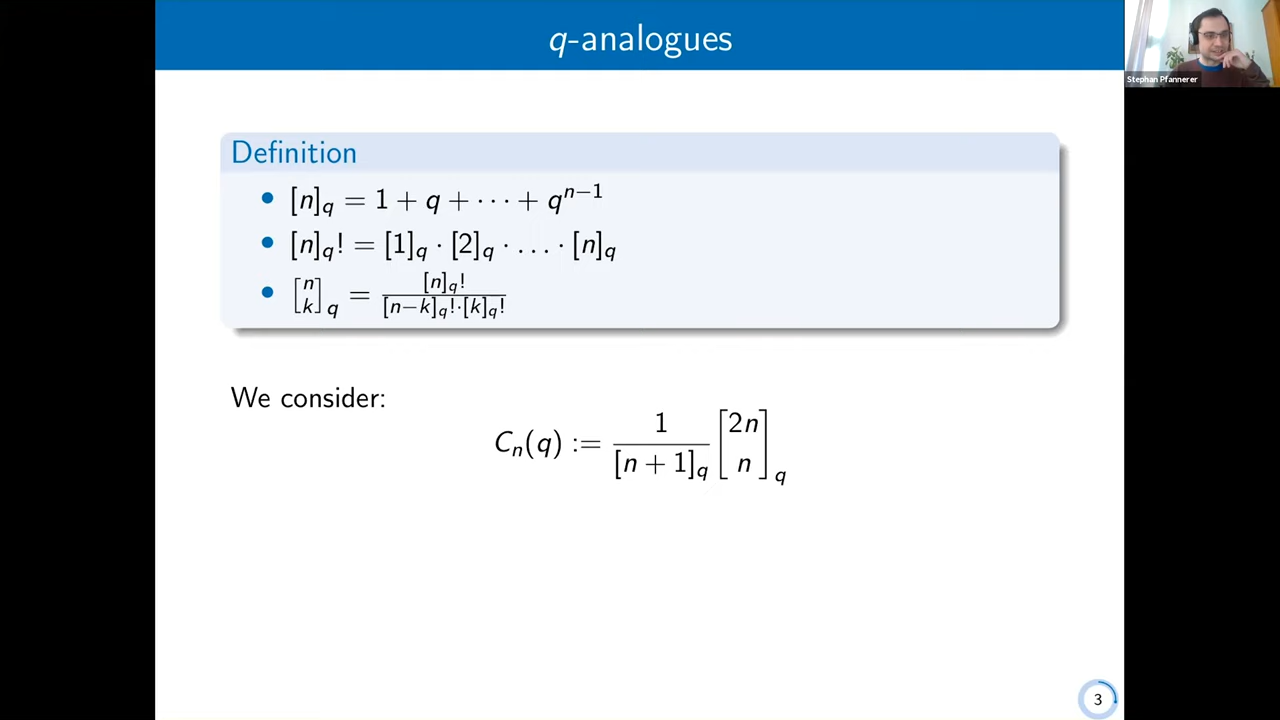 q-analogues
Stephan Pfannerer
Definition
• [n]_q = 1 + q + ··· + q^{n−1}
• [n]_q! = [1]_q · [2]_q · ... · [n]_q
• [n k]_q = [n]_q! / [n−k]_q!·[k]_q!
We consider:
C_n(q) := 1 / [n + 1]_q [2n n]_q
3